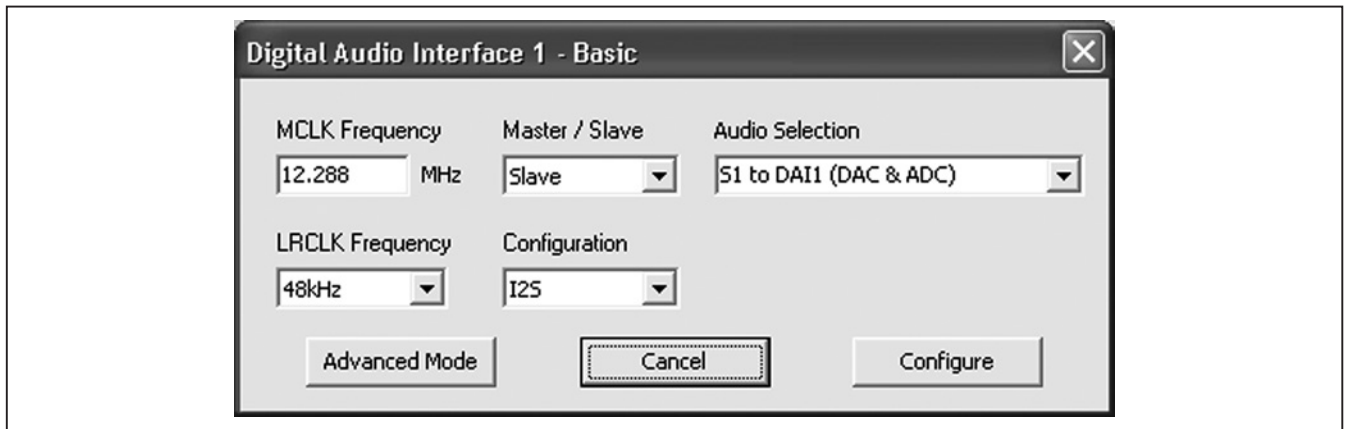 Digital Audio Interface 1 - Basic
MCLK Frequency
Master / Slave
Audio Selection
12.288 MHz
Slave
S1 to DAI1 (DAC & ADC)
LRCLK Frequency
Configuration
48kHz
I2S
Advanced Mode
Cancel
Configure